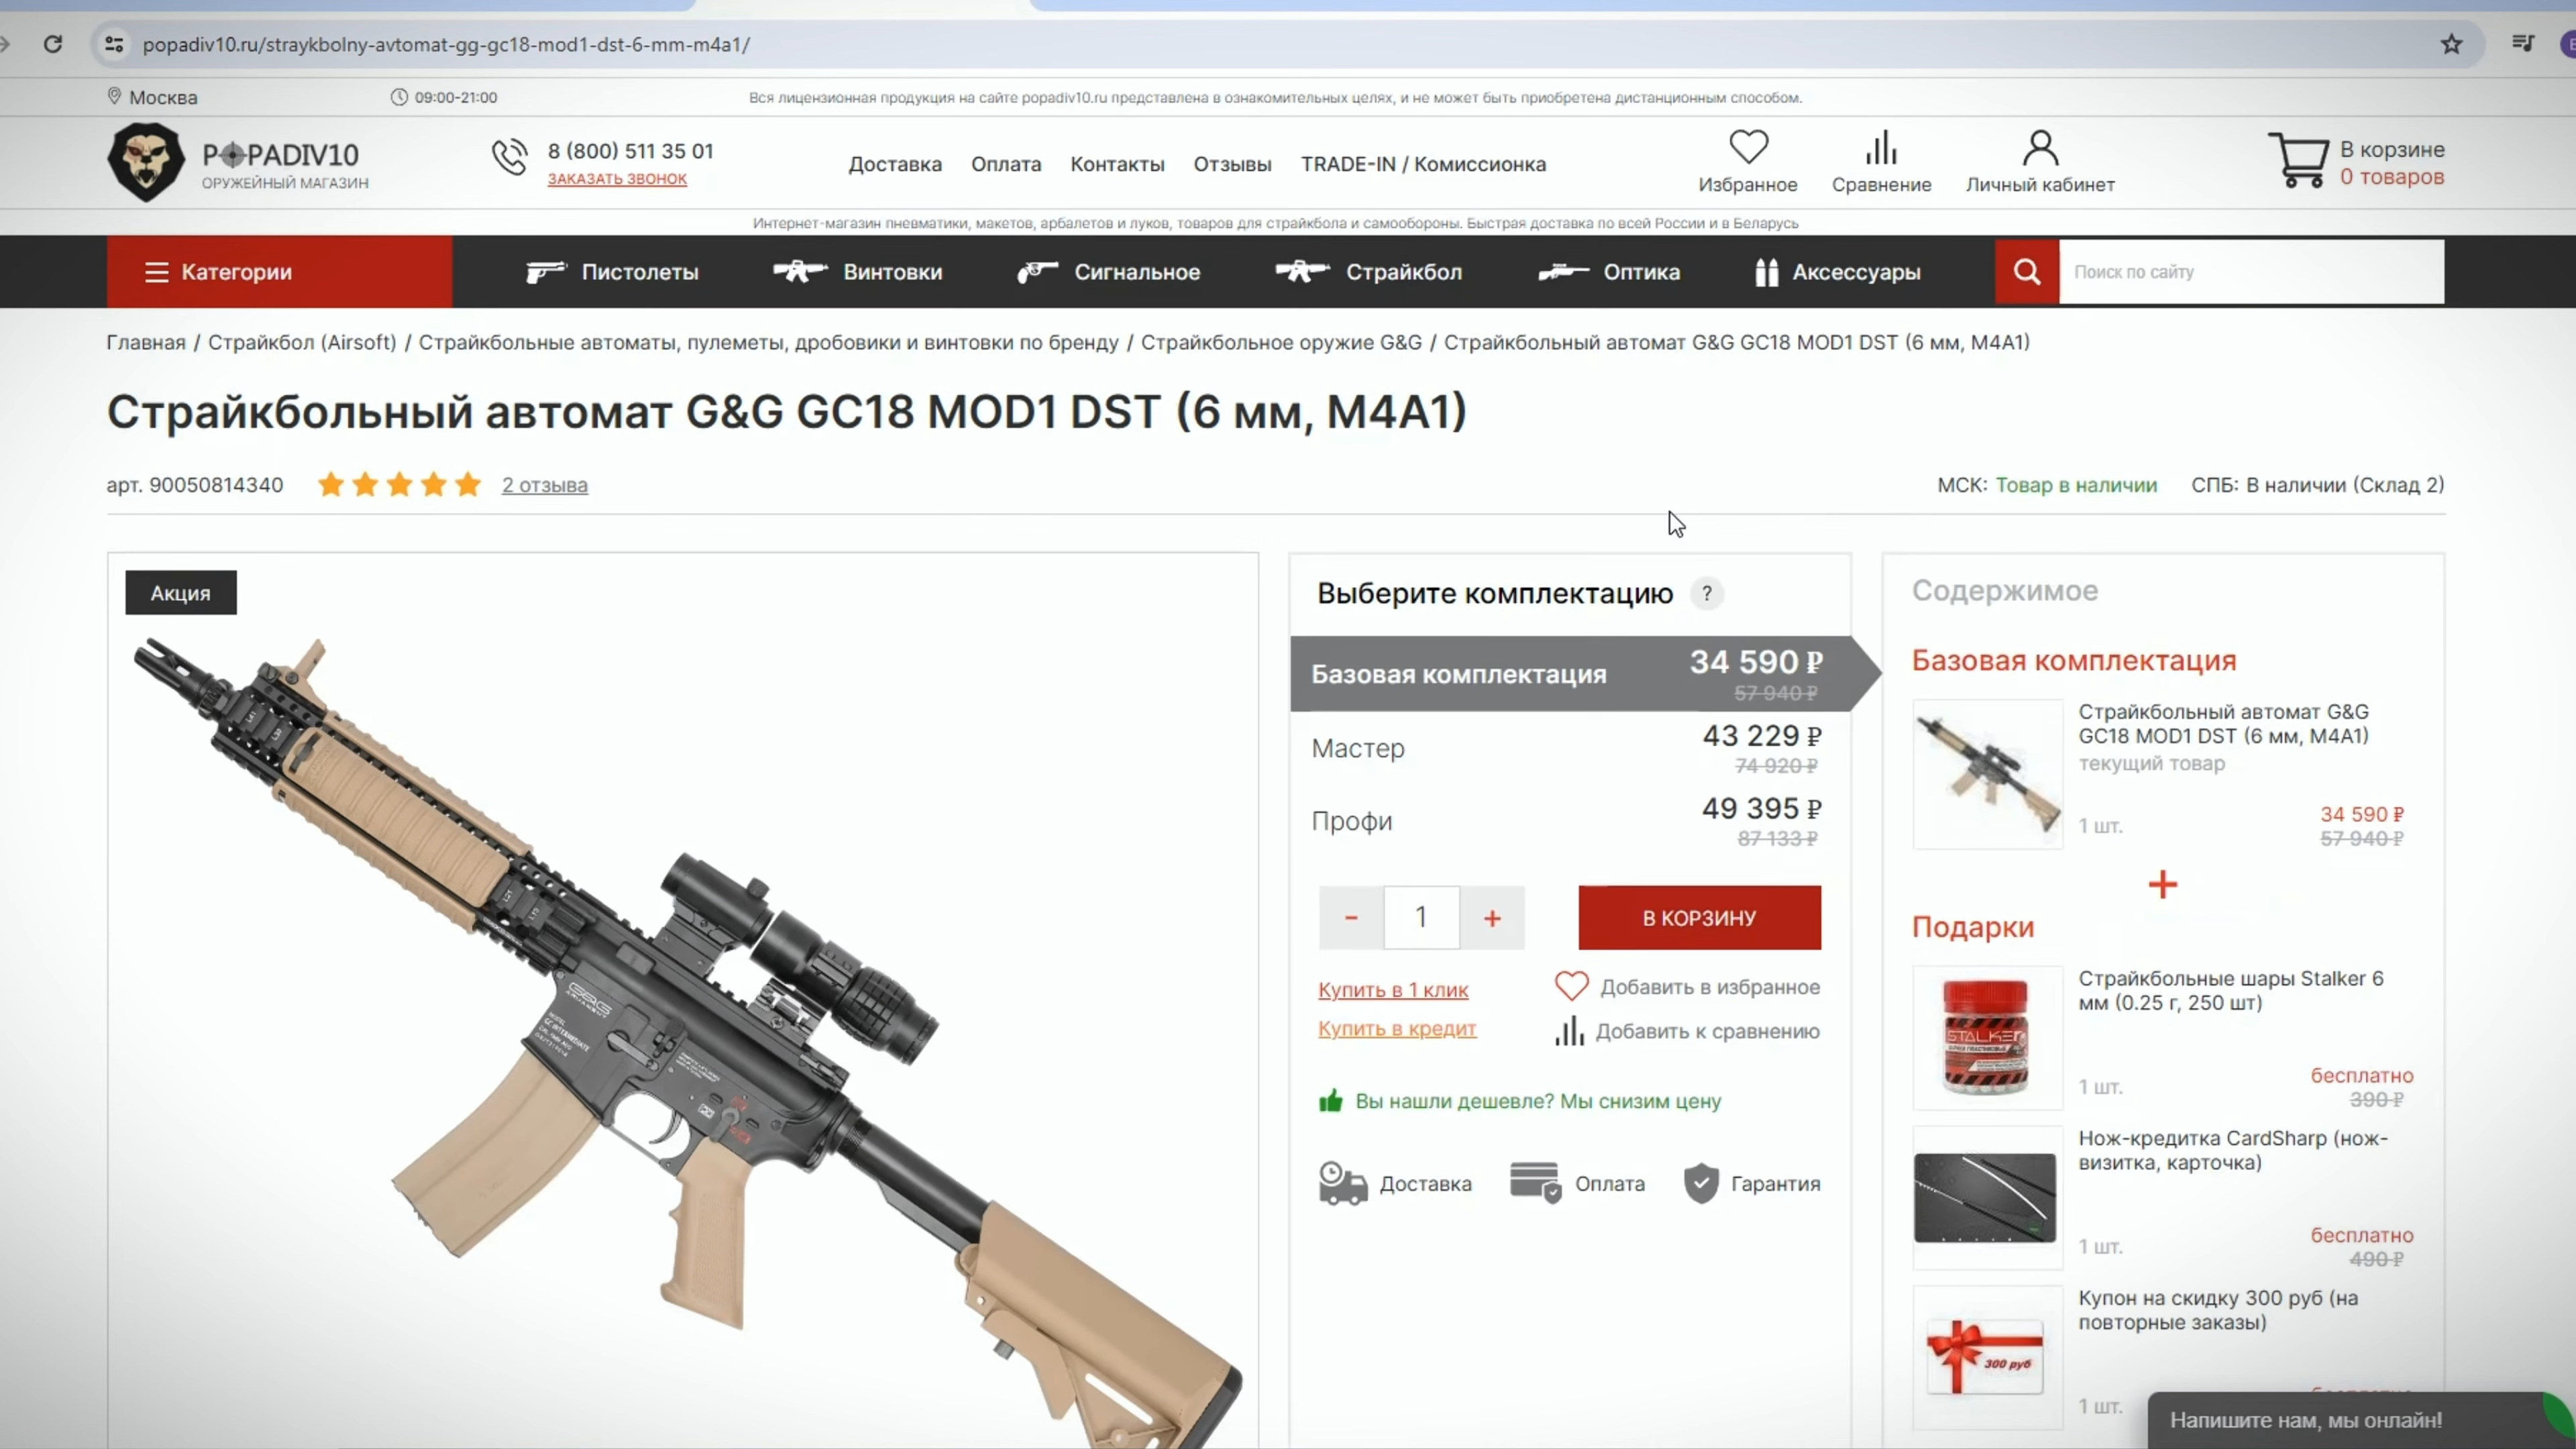 popadiv10.ru/straykbolny-avtomat-gg-gc18-mod1-dst-6-mm-m4a1/
Москва
09:00-21:00
Вся лицензионная продукция на сайте popadiv10.ru представлена в ознакомительных целях, и не может быть приобретена дистанционным способом.
POPADIV10
ОРУЖЕЙНЫЙ МАГАЗИН
8 (800) 511 35 01
ЗАКАЗАТЬ ЗВОНОК
Доставка
Оплата
Контакты
Отзывы
TRADE-IN / Комиссионка
Избранное
Сравнение
Личный кабинет
В корзине
0 товаров
Интернет-магазин пневматики, макетов, арбалетов и луков, товаров для страйкбола и самообороны. Быстрая доставка по всей России и в Беларусь
Категории
Пистолеты
Винтовки
Сигнальное
Страйкбол
Оптика
Аксессуары
Поиск по сайту
Главная / Страйкбол (Airsoft) / Страйкбольные автоматы, пулеметы, дробовики и винтовки по бренду / Страйкбольное оружие G&G / Страйкбольный автомат G&G GC18 MOD1 DST (6 мм, M4A1)
Страйкбольный автомат G&G GC18 MOD1 DST (6 мм, M4A1)
арт. 90050814340
2 отзыва
МСК: Товар в наличии
СПБ: В наличии (Склад 2)
Акция
Выберите комплектацию ?
Базовая комплектация
34 590 ₽
57 940 ₽
Мастер
43 229 ₽
74 920 ₽
Профи
49 395 ₽
87 133 ₽
- 1 +
В КОРЗИНУ
Купить в 1 клик
Добавить в избранное
Купить в кредит
Добавить к сравнению
Вы нашли дешевле? Мы снизим цену
Доставка
Оплата
Гарантия
Содержимое
Базовая комплектация
Страйкбольный автомат G&G
GC18 MOD1 DST (6 мм, M4A1)
текущий товар
1 шт.
34 590 ₽
57 940 ₽
+
Подарки
Страйкбольные шары Stalker 6
мм (0.25 г, 250 шт)
STALKER
1 шт.
бесплатно
390 ₽
Нож-кредитка CardSharp (нож-
визитка, карточка)
1 шт.
бесплатно
490 ₽
Купон на скидку 300 руб (на
повторные заказы)
300 руб
1 шт.
Напишите нам, мы онлайн!